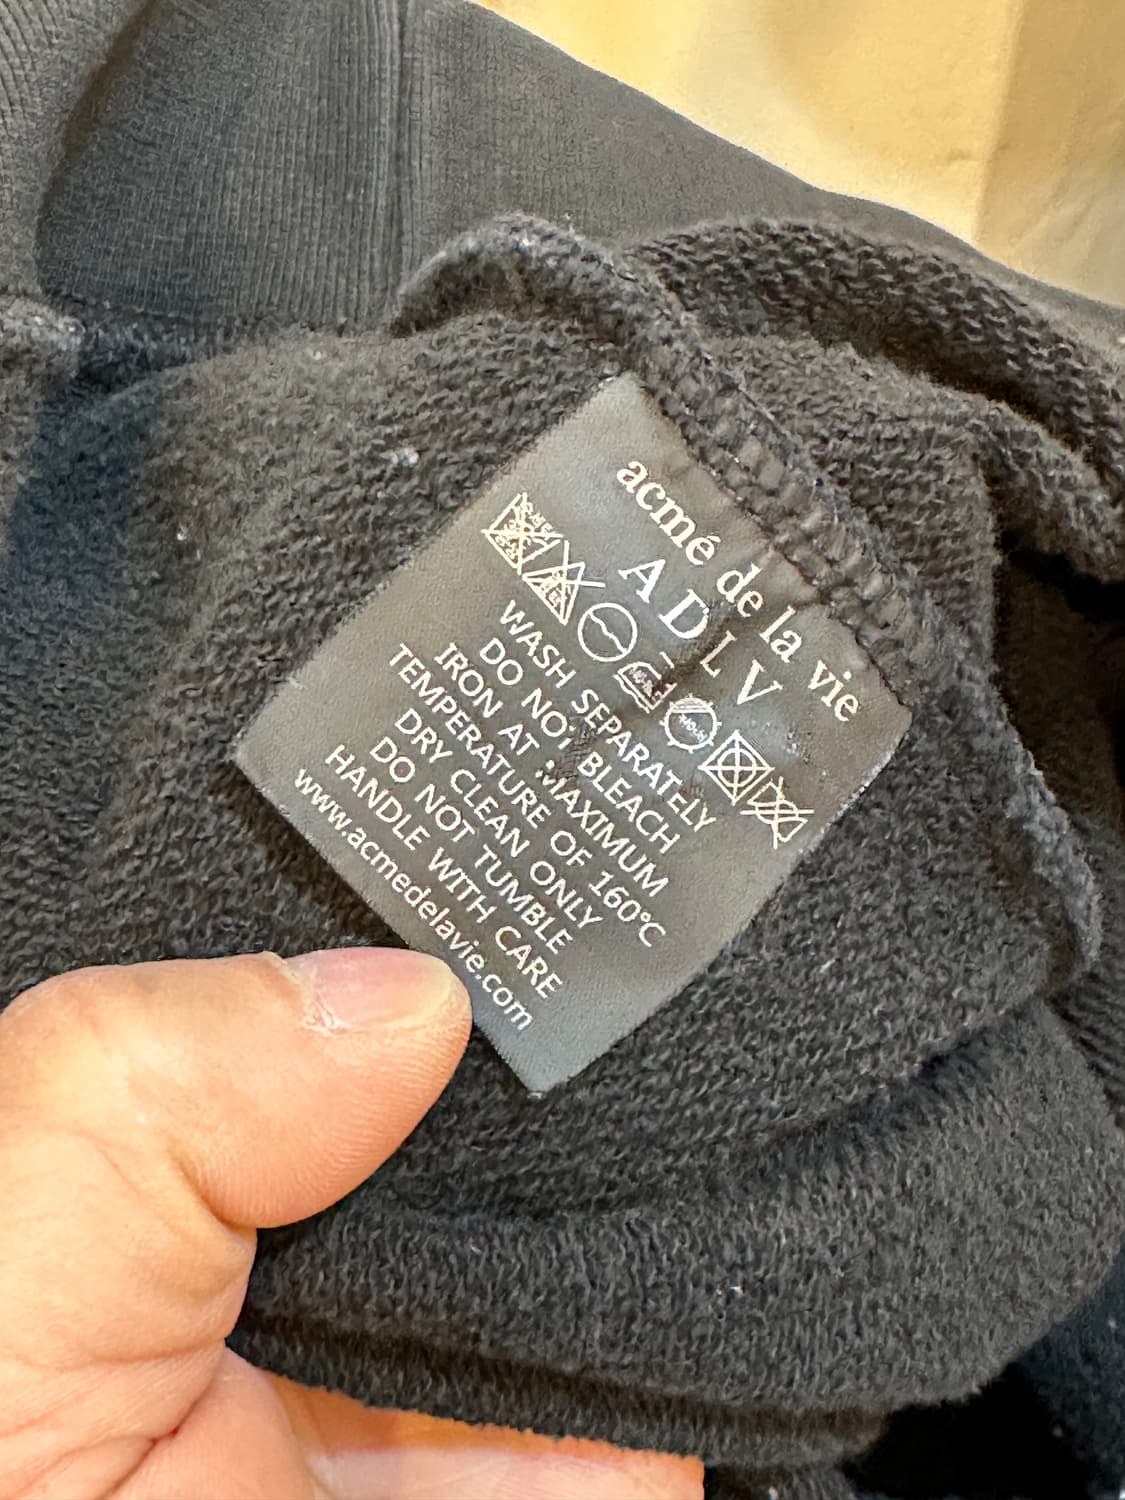 acmé de la vie
ADLV
WASH SEPARATELY
DO NOT BLEACH
IRON AT MAXIMUM
TEMPERATURE OF 160°C
DRY CLEAN ONLY
DO NOT TUMBLE
HANDLE WITH CARE
www.acmedelavie.com